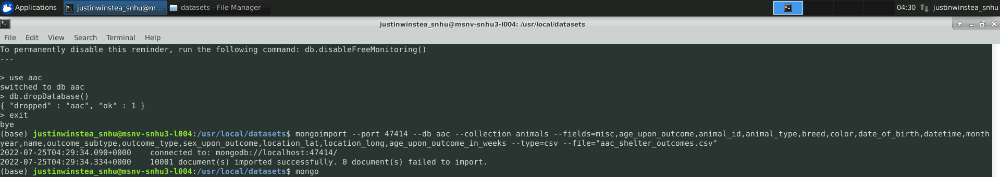 Applications justinwinstea_snhu@m... datasets - File Manager 04:30 justinwinstea_snhu
justinwinstea_snhu@msnv-snhu3-l004: /usr/local/datasets
File Edit View Search Terminal Help
To permanently disable this reminder, run the following command: db.disableFreeMonitoring()
---
> use aac
switched to db aac
> db.dropDatabase()
{ "dropped" : "aac", "ok" : 1 }
> exit
bye
(base) justinwinstea_snhu@msnv-snhu3-l004:/usr/local/datasets$ mongoimport --port 47414 --db aac --collection animals --fields=misc,age_upon_outcome,animal_id,animal_type,breed,color,date_of_birth,datetime,month
year,name,outcome_subtype,outcome_type,sex_upon_outcome,location_lat,location_long,age_upon_outcome_in_weeks --type=csv --file="aac_shelter_outcomes.csv"
2022-07-25T04:29:34.090+0000    connected to: mongodb://localhost:47414/
2022-07-25T04:29:34.334+0000    10001 document(s) imported successfully. 0 document(s) failed to import.
(base) justinwinstea_snhu@msnv-snhu3-l004:/usr/local/datasets$ mongo